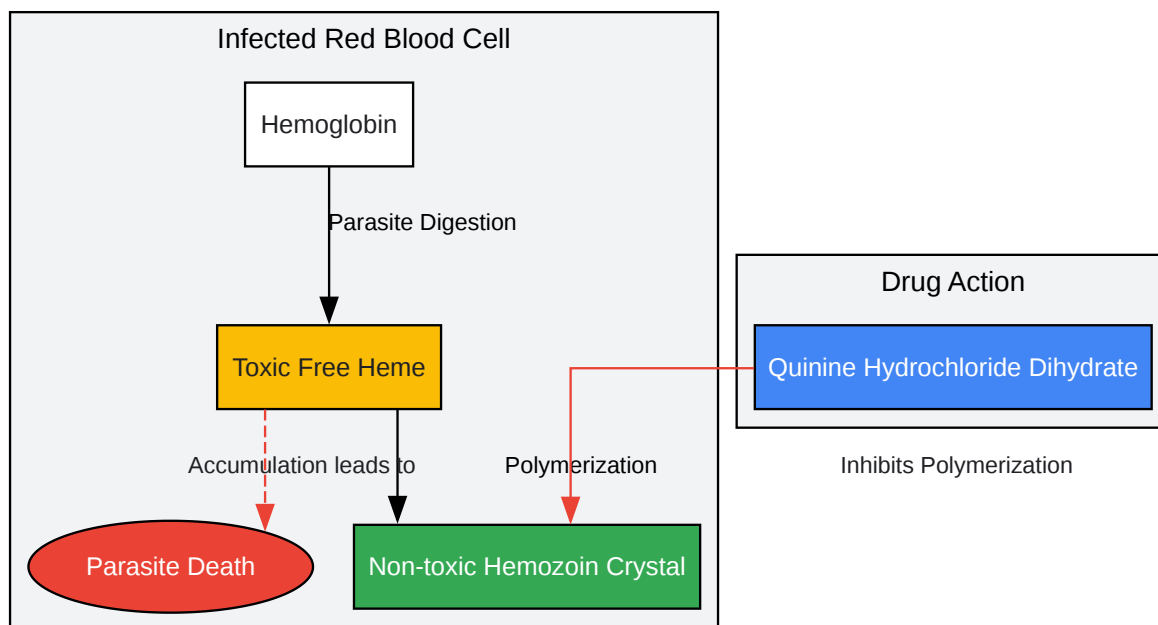 Infected Red Blood Cell
Hemoglobin
Parasite Digestion
Drug Action
Toxic Free Heme
Quinine Hydrochloride Dihydrate
Accumulation leads to
Polymerization
Inhibits Polymerization
Parasite Death
Non-toxic Hemozoin Crystal